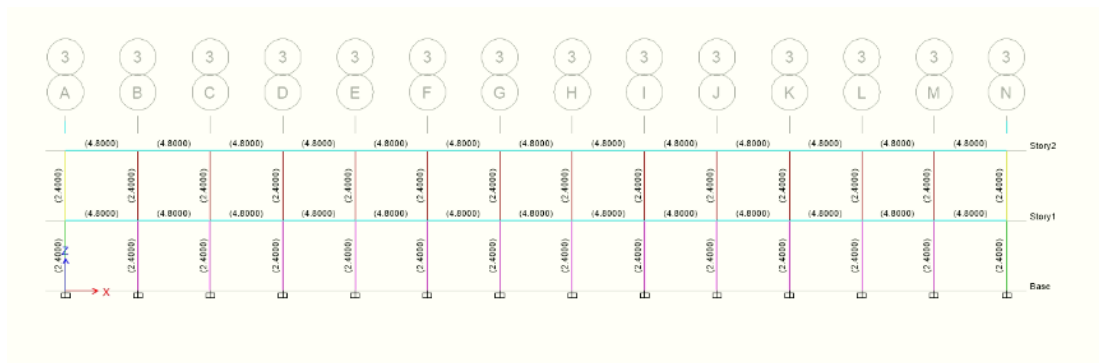 3 3 3 3 3 3 3 3 3 3 3 3 3 3
A B C D E F G H I J K L M N
(4.8000) (4.8000) (4.8000) (4.8000) (4.8000) (4.8000) (4.8000) (4.8000) (4.8000) (4.8000) (4.8000) (4.8000) (4.8000)
Story2
(2.4000) (2.4000) (2.4000) (2.4000) (2.4000) (2.4000) (2.4000) (2.4000) (2.4000) (2.4000) (2.4000) (2.4000) (2.4000) (2.4000)
(4.8000) (4.8000) (4.8000) (4.8000) (4.8000) (4.8000) (4.8000) (4.8000) (4.8000) (4.8000) (4.8000) (4.8000) (4.8000)
Story1
(2.4000) (2.4000) (2.4000) (2.4000) (2.4000) (2.4000) (2.4000) (2.4000) (2.4000) (2.4000) (2.4000) (2.4000) (2.4000) (2.4000)
Z
X
Base